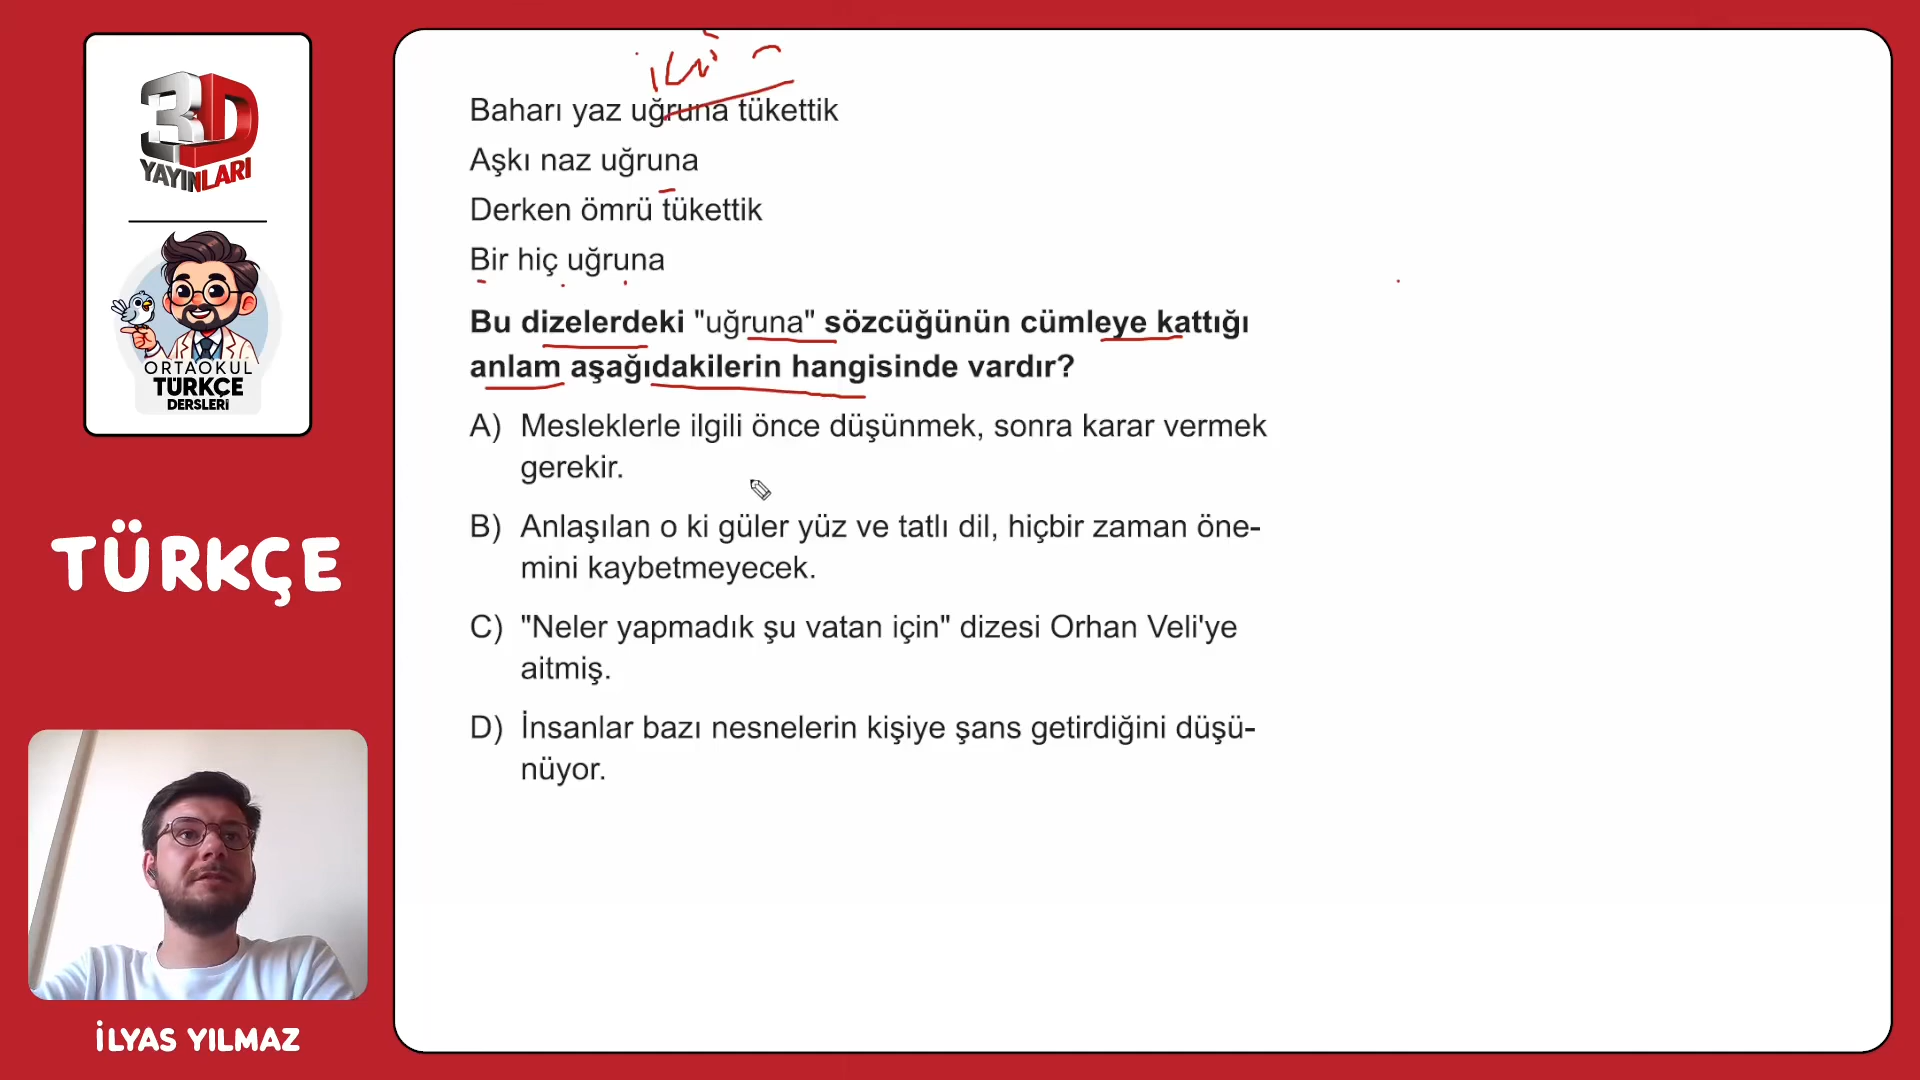 3D
YAYINLARI
ORTAOKUL
TÜRKÇE
DERSLERİ
TÜRKÇE
İLYAS YILMAZ
Baharı yaz uğruna tükettik
Aşkı naz uğruna
Derken ömrü tükettik
Bir hiç uğruna
Bu dizelerdeki "uğruna" sözcüğünün cümleye kattığı
anlam aşağıdakilerin hangisinde vardır?
A) Mesleklerle ilgili önce düşünmek, sonra karar vermek
gerekir.
B) Anlaşılan o ki güler yüz ve tatlı dil, hiçbir zaman öne-
mini kaybetmeyecek.
C) "Neler yapmadık şu vatan için" dizesi Orhan Veli'ye
aitmiş.
D) İnsanlar bazı nesnelerin kişiye şans getirdiğini düşü-
nüyor.